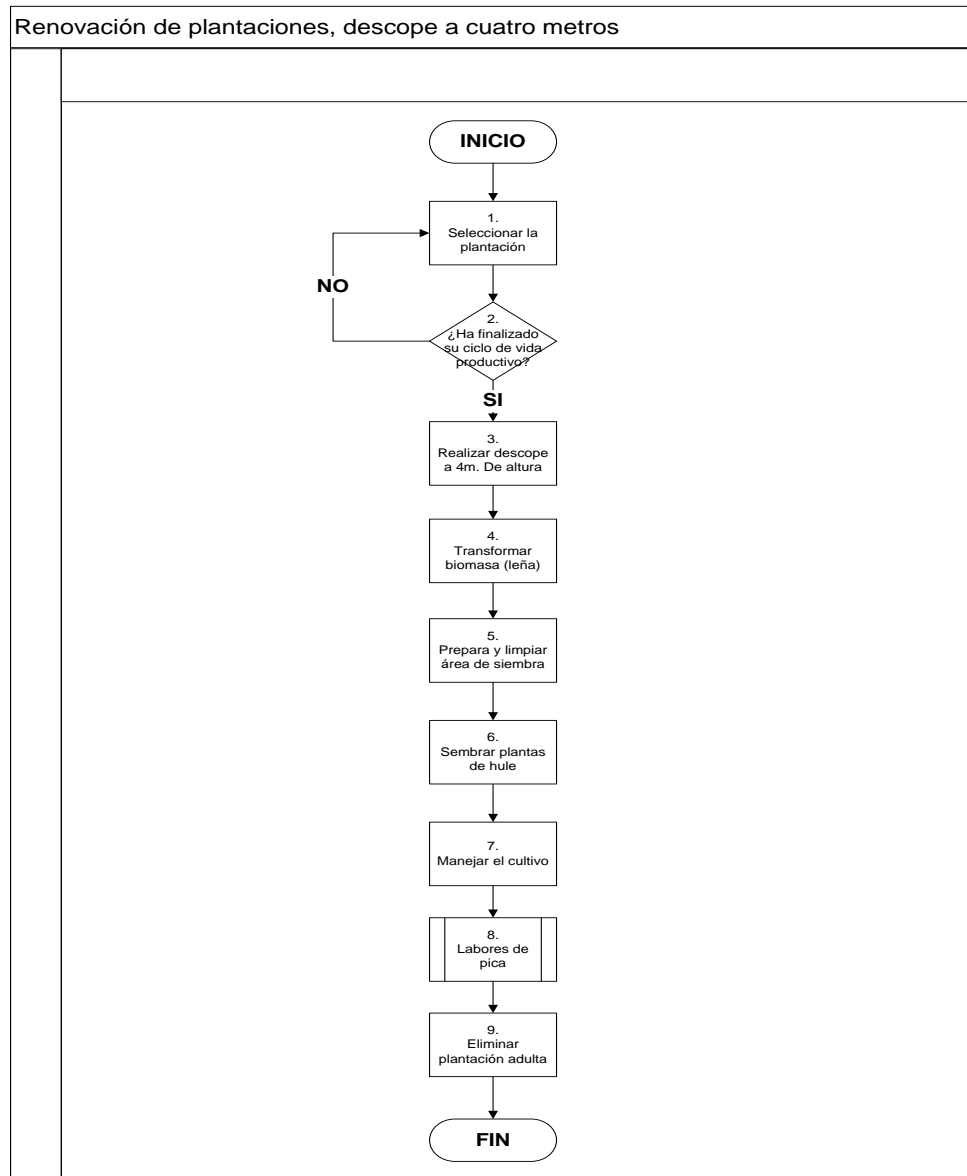 Renovación de plantaciones, descope a cuatro metros
INICIO
1.
Seleccionar la
plantación
NO
2.
¿Ha finalizado
su ciclo de vida
productivo?
SI
3.
Realizar descope
a 4m. De altura
4.
Transformar
biomasa (leña)
5.
Prepara y limpiar
área de siembra
6.
Sembrar plantas
de hule
7.
Manejar el cultivo
8.
Labores de
pica
9.
Eliminar
plantación adulta
FIN